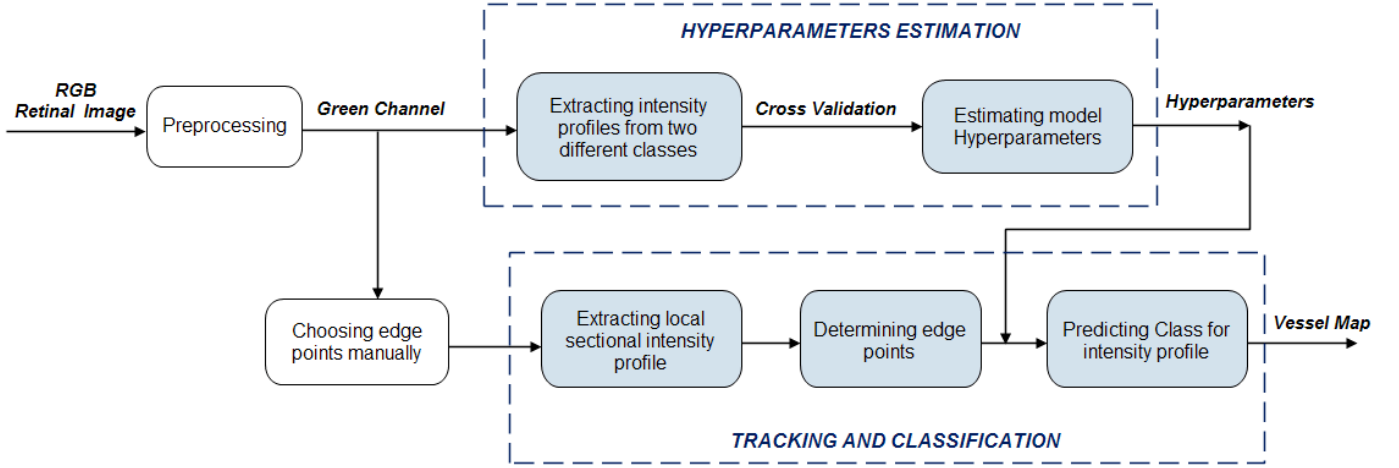 HYPERPARAMETERS ESTIMATION
RGB
Retinal Image
Preprocessing
Green Channel
Extracting intensity
profiles from two
different classes
Cross Validation
Estimating model
Hyperparameters
Hyperparameters
Choosing edge
points manually
Extracting local
sectional intensity
profile
Determining edge
points
Predicting Class for
intensity profile
Vessel Map
TRACKING AND CLASSIFICATION